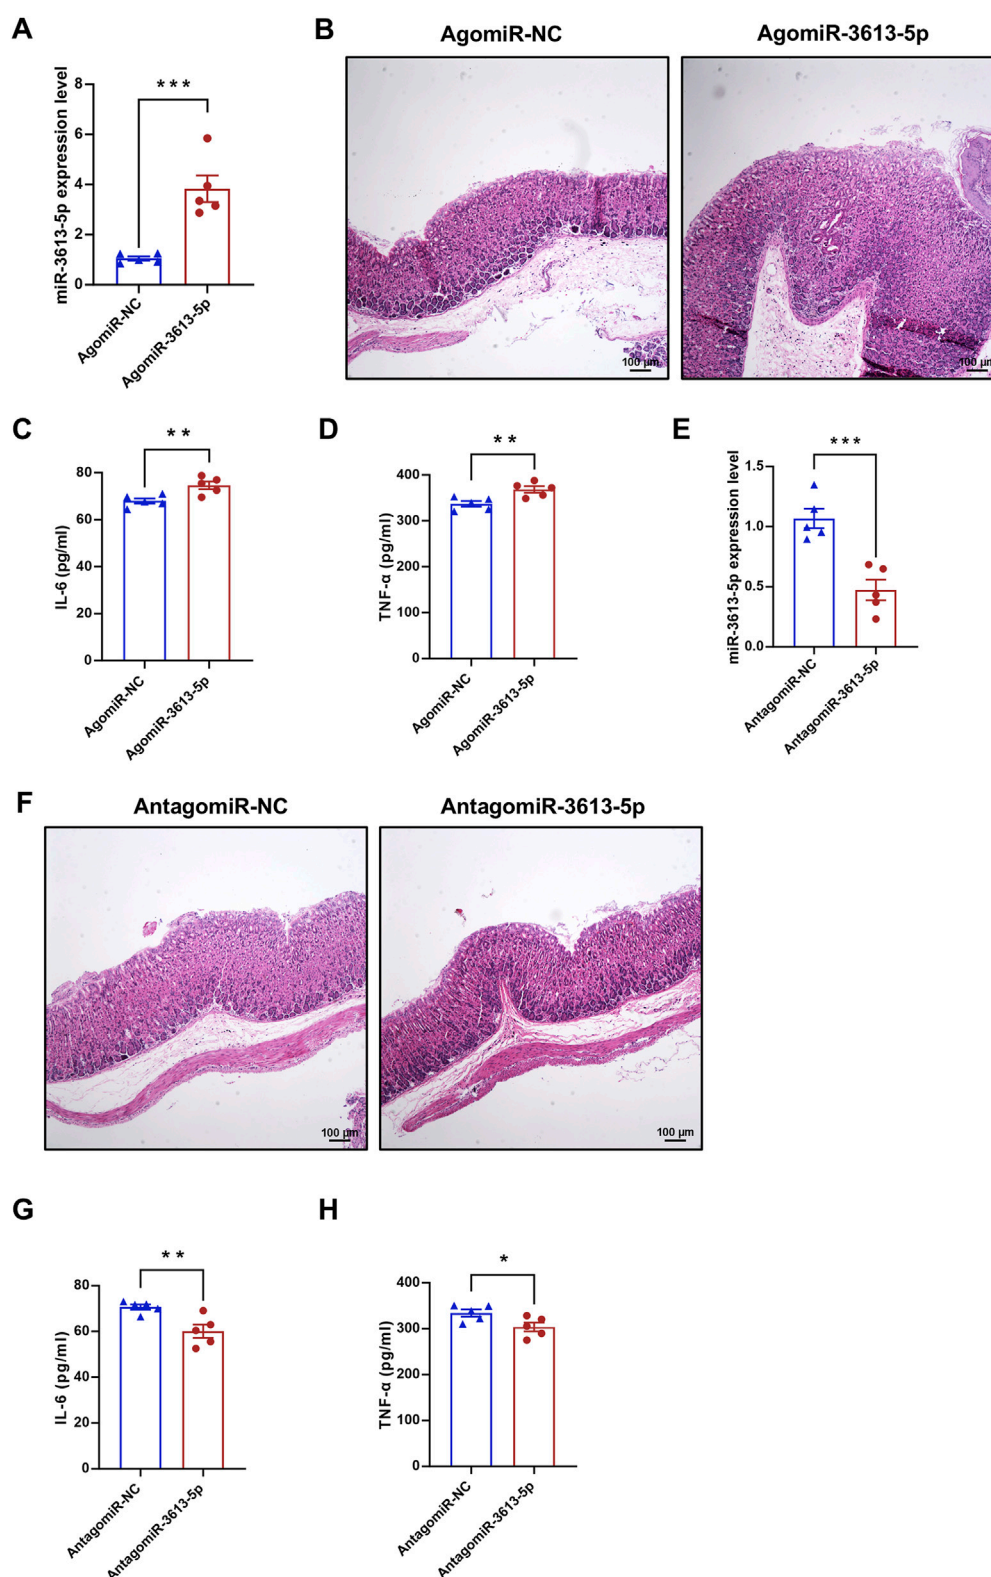 A
miR-3613-5p expression level
8
6
4
2
0
***
AgomiR-NC
AgomiR-3613-5p
B
AgomiR-NC
AgomiR-3613-5p
100 µm
100 µm
C
IL-6 (pg/ml)
80
60
40
20
0
**
AgomiR-NC
AgomiR-3613-5p
D
TNF-α (pg/ml)
400
300
200
100
0
**
AgomiR-NC
AgomiR-3613-5p
E
miR-3613-5p expression level
1.5
1.0
0.5
0.0
***
AntagomiR-NC
AntagomiR-3613-5p
F
AntagomiR-NC
AntagomiR-3613-5p
100 µm
100 µm
G
IL-6 (pg/ml)
80
60
40
20
0
**
AntagomiR-NC
AntagomiR-3613-5p
H
TNF-α (pg/ml)
400
300
200
100
0
*
AntagomiR-NC
AntagomiR-3613-5p